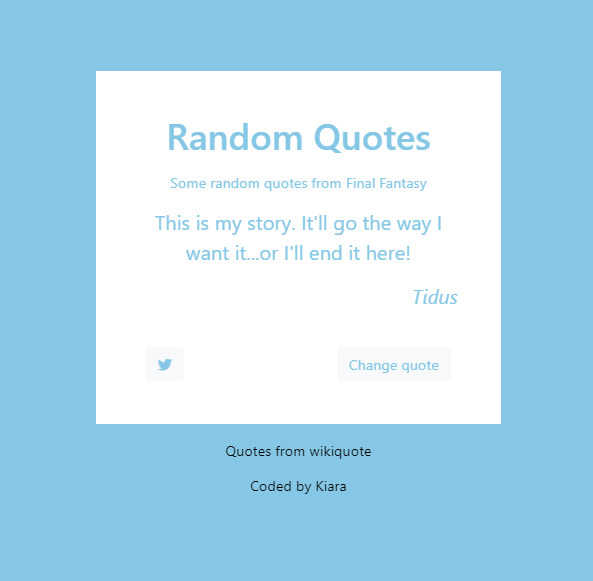 Random Quotes
Some random quotes from Final Fantasy
This is my story. It'll go the way I
want it...or I'll end it here!
Tidus
Change quote
Quotes from wikiquote
Coded by Kiara